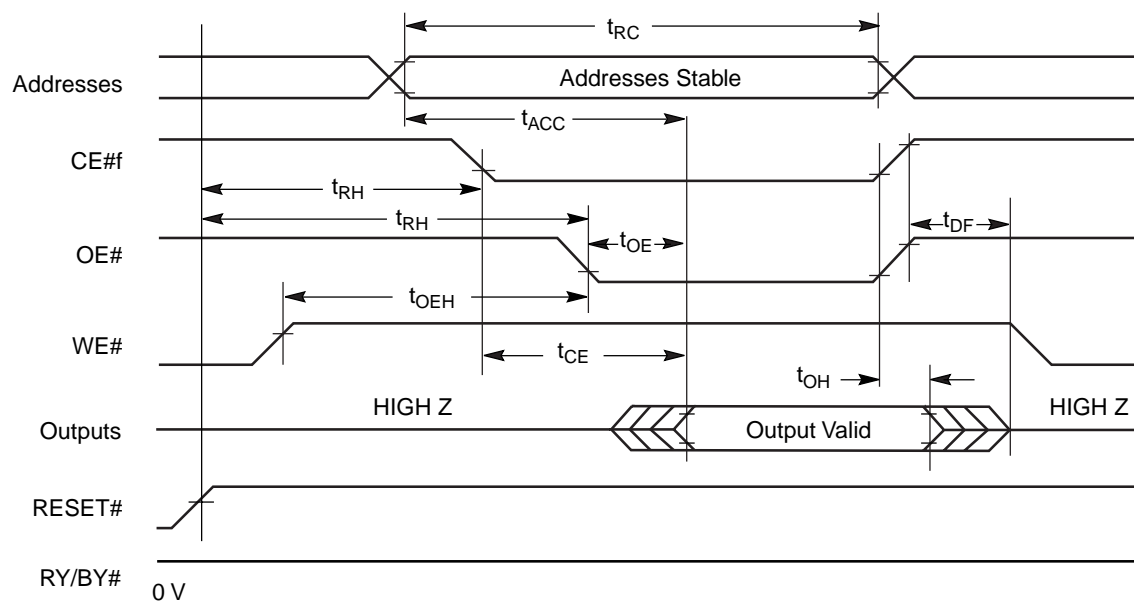 tRC
Addresses
Addresses Stable
tACC
CE#f
tRH
tRH
OE#
tOE
tDF
tOEH
WE#
tCE
tOH
HIGH Z
HIGH Z
Outputs
Output Valid
RESET#
RY/BY#
0 V